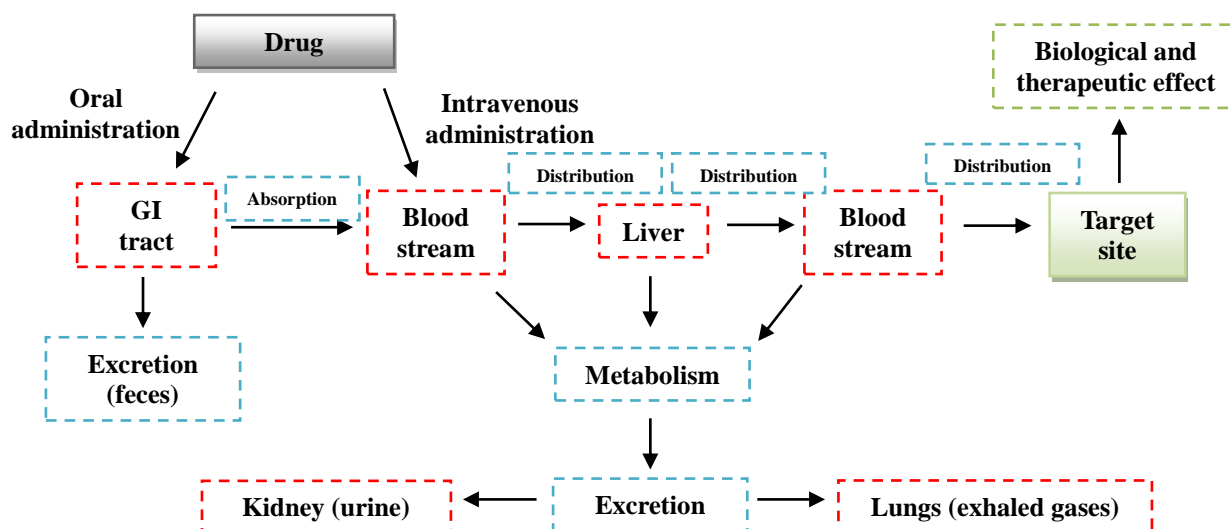 Drug
Biological and
therapeutic effect
Oral
administration
Intravenous
administration
Distribution
Distribution
Distribution
Absorption
GI
tract
Blood
stream
Liver
Blood
stream
Target
site
Excretion
(feces)
Metabolism
Kidney (urine)
Excretion
Lungs (exhaled gases)